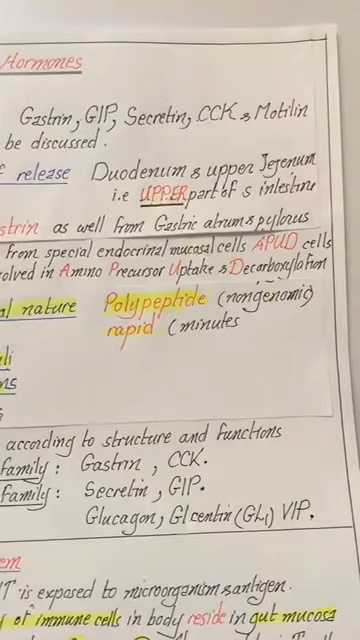 Hormones
Gastrin, GIP, Secretin, CCK & Motilin
be discussed.
release Duodenum & upper Jejenum
i.e UPPER part of s intestine
strin as well from Gastric atrum & pylorus
from special endocrinal mucosal cells APUD cells
olved in Amino Precursor Uptake & Decarboxylation
al nature Polypeptide (nongenomic)
rapid (minutes
li
ns
according to structure and functions
family: Gastrin, CCK.
family: Secretin, GIP.
Glucagon, Glicentin (GLI) VIP.
em
IT is exposed to microorganism & antigen.
y of immune cells in body reside in gut mucosa